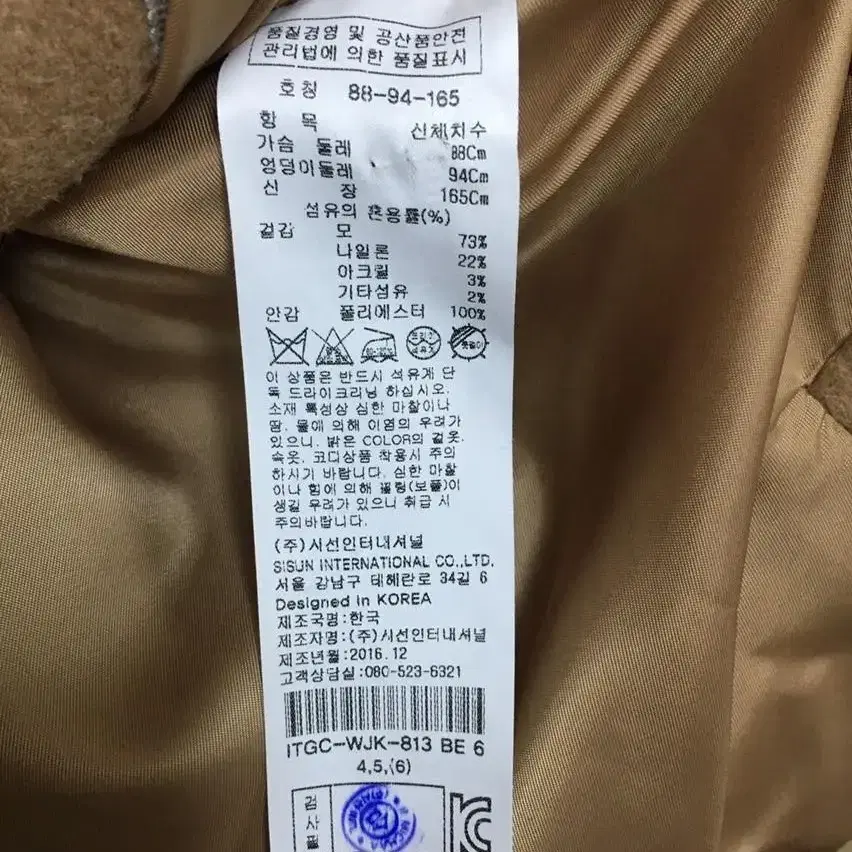 품질경영 및 공산품안전
관리법에 의한 품질표시
호칭 88-94-165
항 목 신체치수
가슴 둘레 88Cm
엉덩이둘레 94Cm
신 장 165Cm
섬유의 혼용률(%)
겉감 모 73%
나일론 22%
아크릴 3%
기타섬유 2%
안감 폴리에스터 100%
드라이
석유계
이 상품은 반드시 석유계 단
독 드라이크리닝 하십시오.
소재 특성상 심한 마찰이나
땀, 물에 의해 이염의 우려가
있으니, 밝은 COLOR의 겉옷,
속옷, 코디상품 착용시 주의
하시기 바랍니다. 심한 마찰
이나 힘에 의해 필링(보풀)이
생길 우려가 있으니 취급 시
주의바랍니다.
(주)시선인터내셔널
SISUN INTERNATIONAL CO.,LTD.
서울 강남구 테헤란로 34길 6
Designed in KOREA
제조국명:한국
제조자명:(주)시선인터내셔널
제조년월:2016.12
고객상담실:080-523-6321
ITGC-WJK-813 BE 6
4,5,(6)
검
사
필